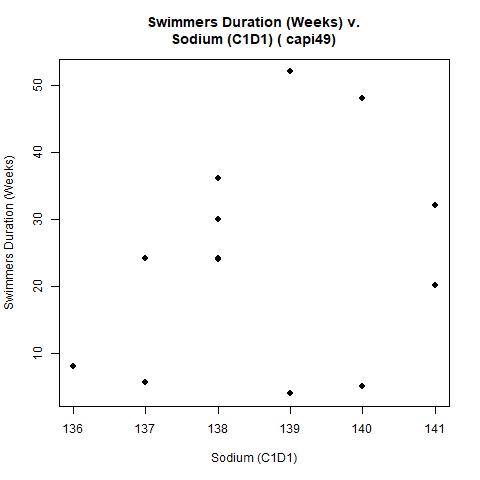 Swimmers Duration (Weeks) v.
Sodium (C1D1) ( capi49)
Swimmers Duration (Weeks)
50
40
30
20
10
136 137 138 139 140 141
Sodium (C1D1)